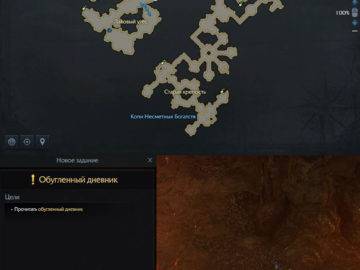 100%
Старая крепость
Копи Несметных Богатств
Новое задание
! Обугленный дневник
Цели
- Прочитать обугленный дневник